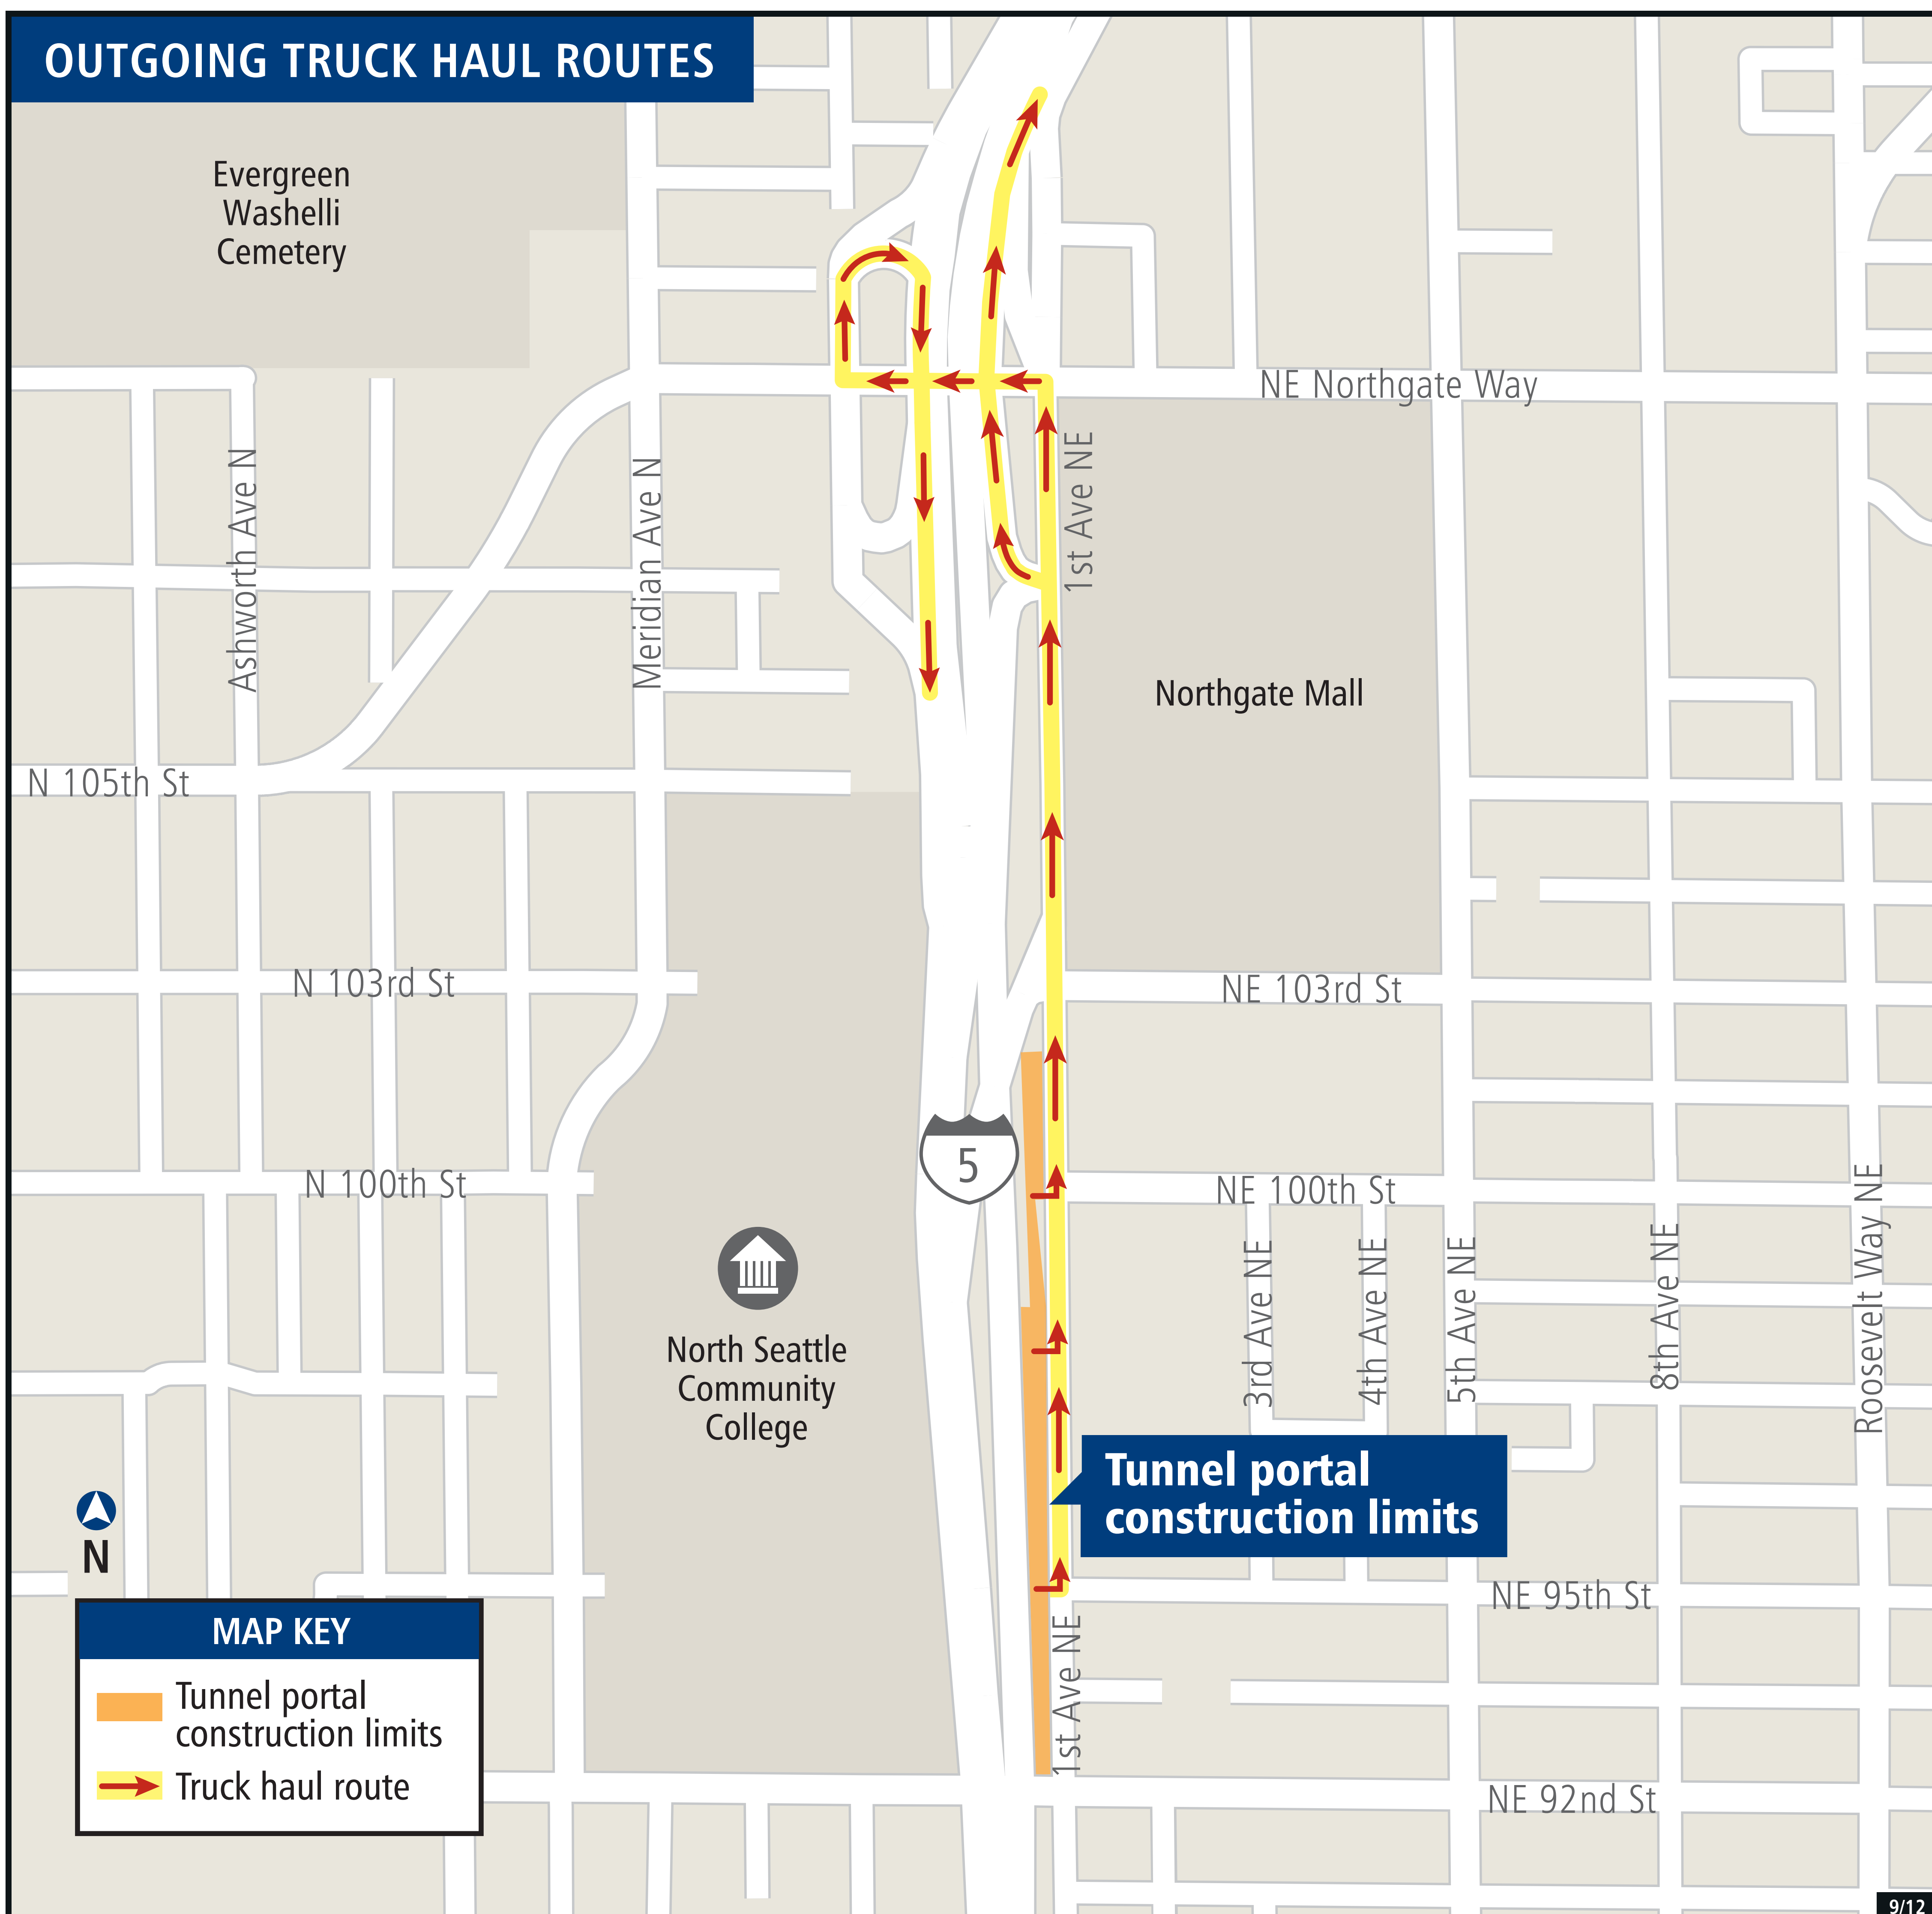 OUTGOING TRUCK HAUL ROUTES
Evergreen
Washelli
Cemetery
NE Northgate Way
Ashworth Ave N
Meridian Ave N
1st Ave NE
Northgate Mall
N 105th St
N 103rd St
NE 103rd St
N 100th St
5
NE 100th St
3rd Ave NE
4th Ave NE
5th Ave NE
8th Ave NE
Roosevelt Way NE
North Seattle
Community
College
Tunnel portal
construction limits
N
NE 95th St
1st Ave NE
MAP KEY
Tunnel portal
construction limits
Truck haul route
NE 92nd St
9/12